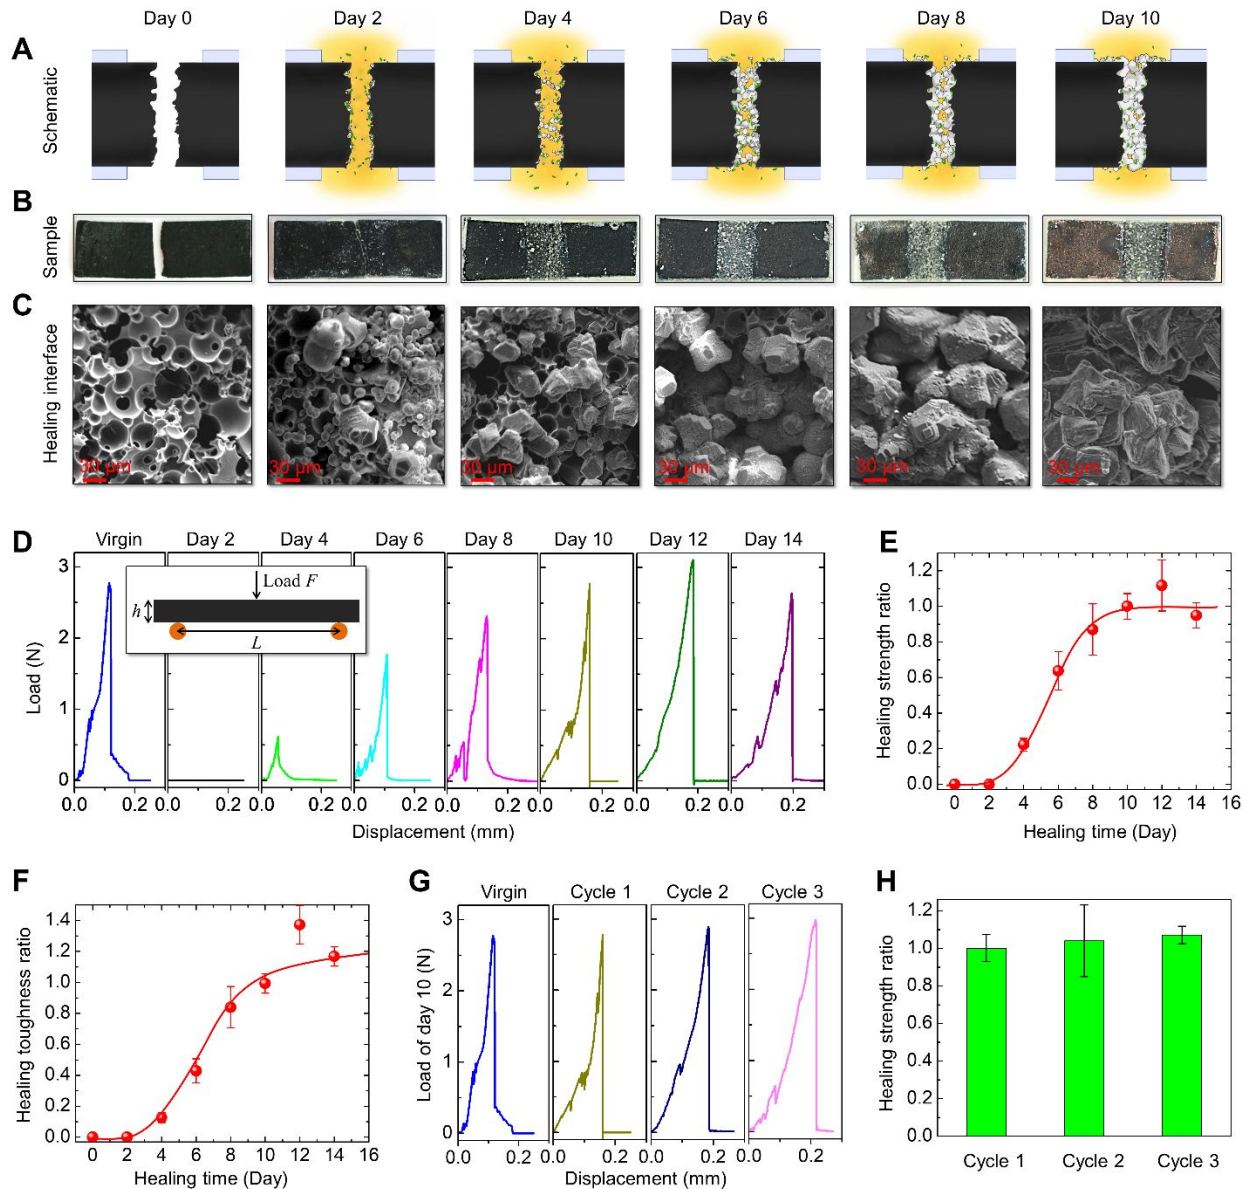 Day 0 Day 2 Day 4 Day 6 Day 8 Day 10
A
Schematic
B
Sample
C
Healing interface
30 μm 30 μm 30 μm 30 μm 30 μm 30 μm
D
Virgin Day 2 Day 4 Day 6 Day 8 Day 10 Day 12 Day 14
Load F
h
L
Load (N)
3
2
1
0
0.0 0.2 0.0 0.2 0.0 0.2 0.0 0.2 0.0 0.2 0.0 0.2 0.0 0.2 0.0 0.2
Displacement (mm)
E
Healing strength ratio
1.2
1.0
0.8
0.6
0.4
0.2
0.0
0 2 4 6 8 10 12 14 16
Healing time (Day)
F
Healing toughness ratio
1.4
1.2
1.0
0.8
0.6
0.4
0.2
0.0
0 2 4 6 8 10 12 14 16
Healing time (Day)
G
Virgin Cycle 1 Cycle 2 Cycle 3
Load of day 10 (N)
3
2
1
0
0.0 0.2 0.0 0.2 0.0 0.2 0.0 0.2
Displacement (mm)
H
Healing strength ratio
1.2
1.0
0.8
0.6
0.4
0.2
0.0
Cycle 1 Cycle 2 Cycle 3